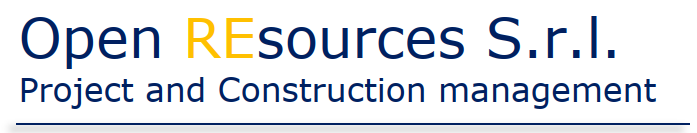 Open REsources S.r.l.
Project and Construction management